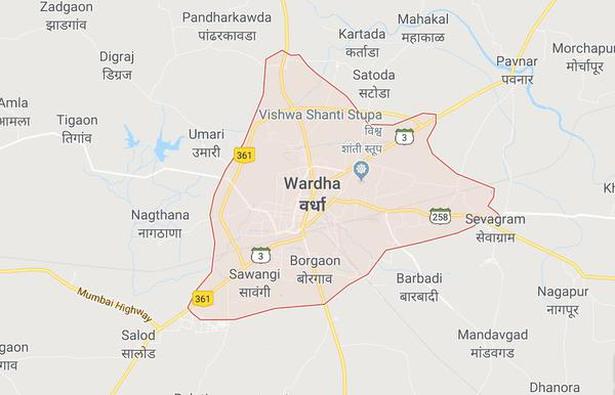 Zadgaon
झाडगांव
Pandharkawda
पांढरकावडा
Mahakal
महाकाळ
Kartada
कर्ताडा
Digraj
डिग्रज
Morchapur
मोर्चापूर
Pavnar
पवनार
Satoda
सटोडा
Amla
आमला
Tigaon
तिगांव
Vishwa Shanti Stupa
विश्व
शांती स्तूप
3
Umari
उमारी
361
Wardha
वर्धा
Nagthana
नागठाणा
258
Sevagram
सेवाग्राम
3
Borgaon
बोरगाव
Sawangi
सावंगी
Barbadi
बारबादी
Nagapur
नागपूर
361
Mumbai Highway
Salod
सालोड
Mandavgad
मांडवगड
gaon
गाव
Dhanora